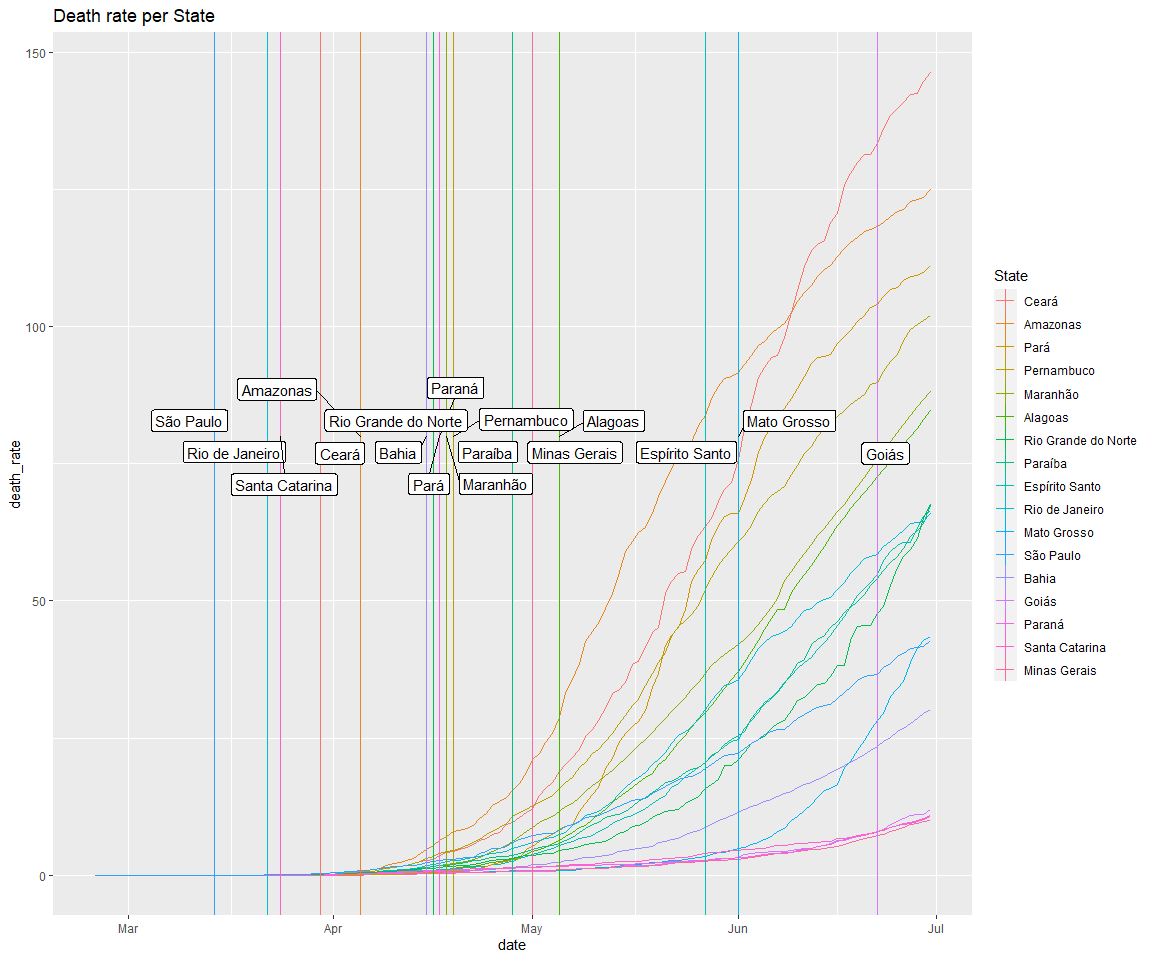 Death rate per State
150
100
50
0
death_rate
Paraná
Amazonas
São Paulo
Rio Grande do Norte
Pernambuco
Alagoas
Mato Grosso
Rio de Janeiro
Ceará
Bahia
Paraíba
Minas Gerais
Espírito Santo
Goiás
Santa Catarina
Pará
Maranhão
Mar
Apr
May
Jun
Jul
date
State
Ceará
Amazonas
Pará
Pernambuco
Maranhão
Alagoas
Rio Grande do Norte
Paraíba
Espírito Santo
Rio de Janeiro
Mato Grosso
São Paulo
Bahia
Goiás
Paraná
Santa Catarina
Minas Gerais